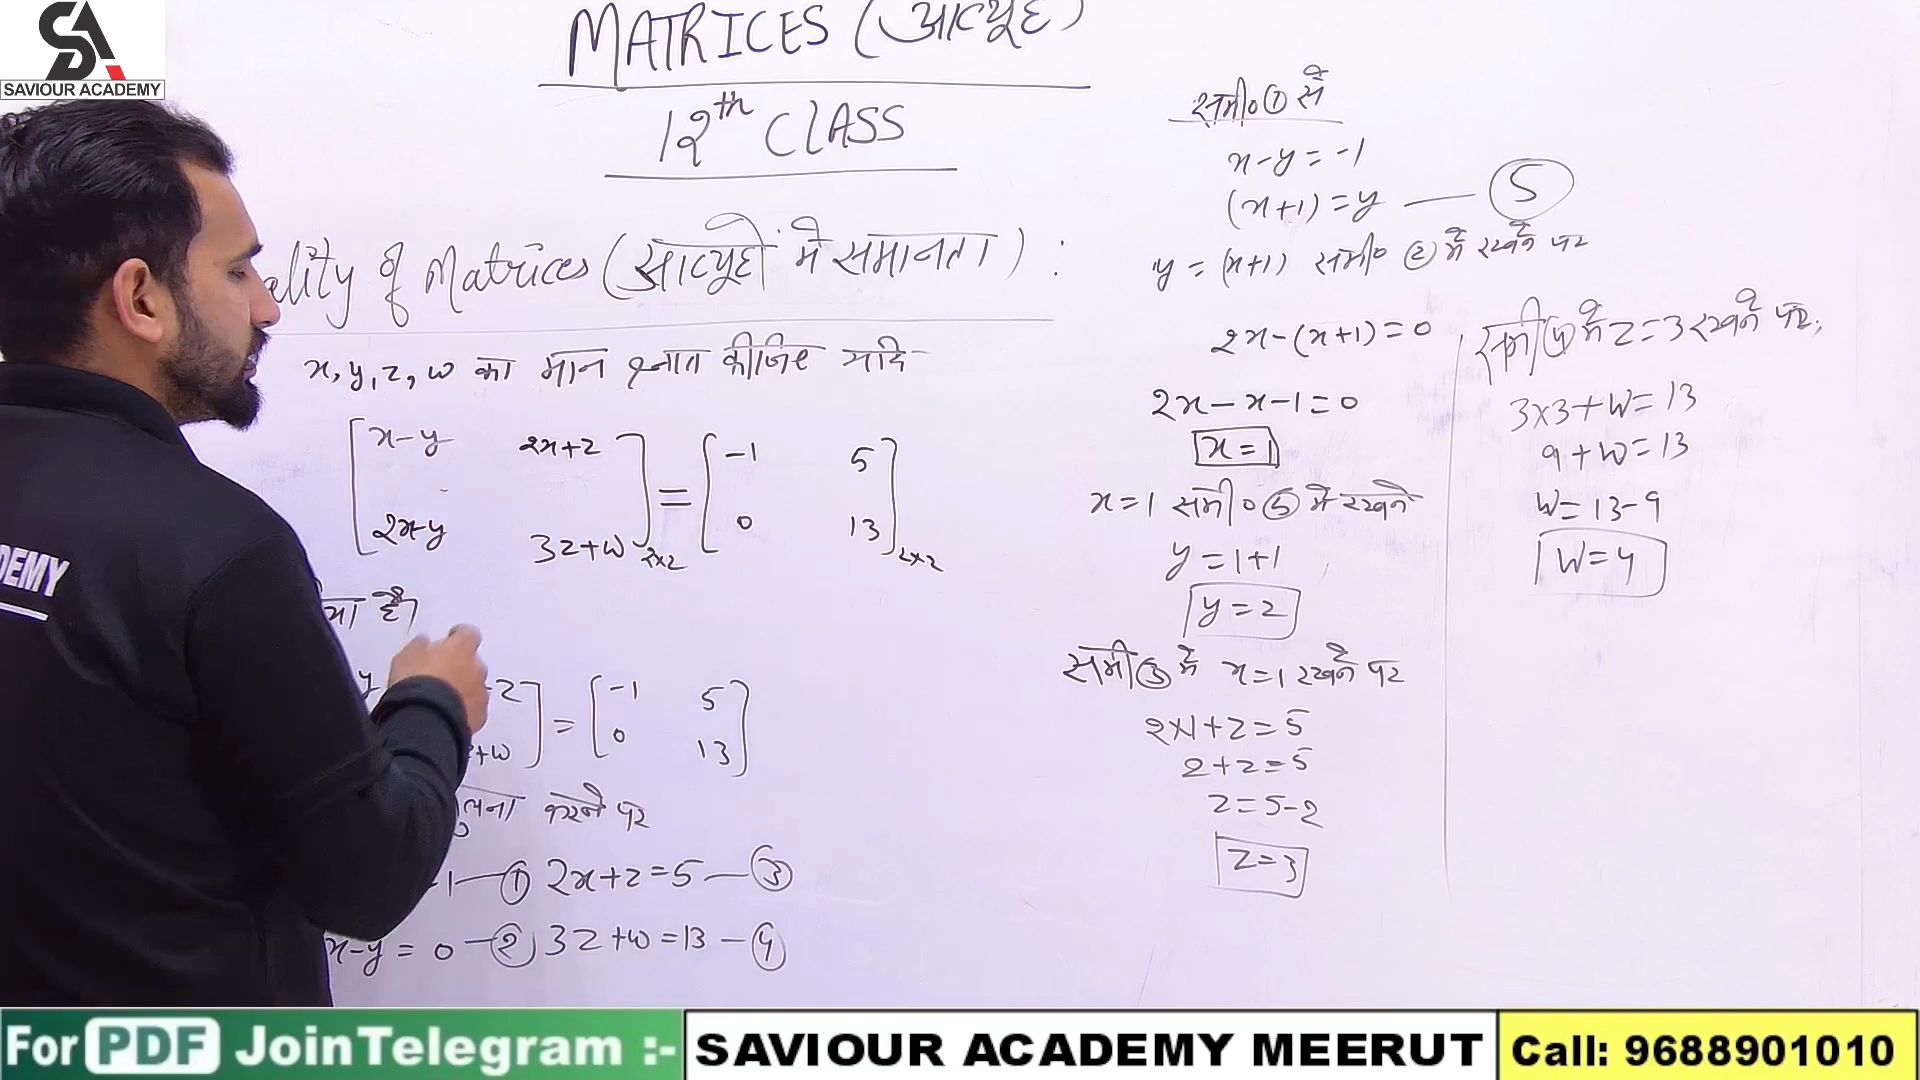 SA
SAVIOUR ACADEMY
MATRICES (आव्यूह)
12th CLASS
ality of Matrices (आव्यूहों में समानता) :
x, y, z, w का मान ज्ञात कीजिए यदि
x-y 2x+z = -1 5
2x-y 3z+w 2×2 0 13 2×2
है।
y z = -1 5
+w 0 13
करने पर
1 — ① 2x+z=5 — ③
x-y = 0 — ② 3z+w=13 — ④
समी० ① से
x-y = -1
(x+1) = y — ⑤
y = (x+1) समी० ② में रखने पर
2x-(x+1)=0
2x-x-1=0
x=1
x=1 समी० ⑤ में रखने
y=1+1
y=2
समी ③ में x=1 रखने पर
2×1+z=5
2+z=5
z=5-2
z=3
समी ④ में z=3 रखने पर,
3×3+w=13
9+w=13
w=13-9
w=4
DEMY
For PDF Join Telegram :- SAVIOUR ACADEMY MEERUT Call: 9688901010